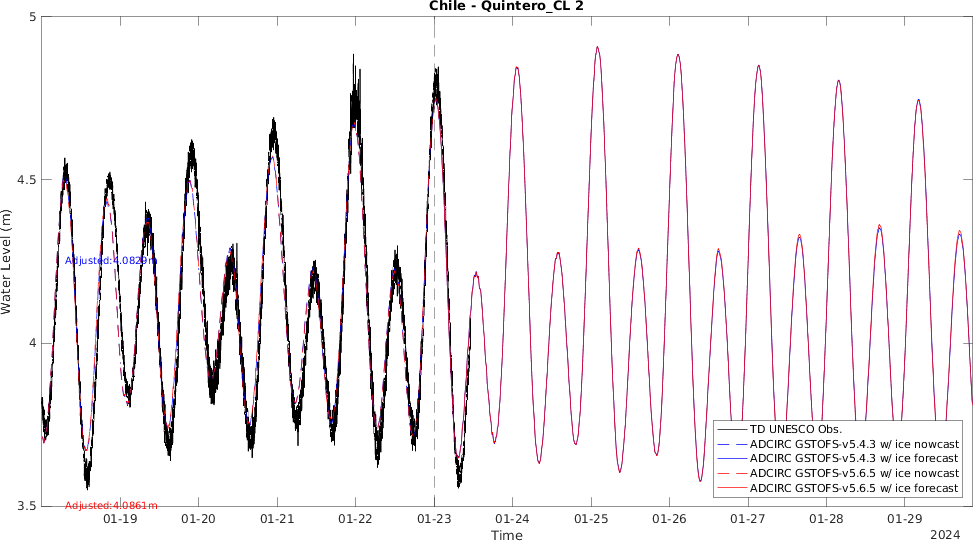 Chile - Quintero_CL 2
5
4.5
4
3.5
Water Level (m)
Adjusted:4.0829m
Adjusted:4.0861m
TD UNESCO Obs.
ADCIRC GSTOFS-v5.4.3 w/ ice nowcast
ADCIRC GSTOFS-v5.4.3 w/ ice forecast
ADCIRC GSTOFS-v5.6.5 w/ ice nowcast
ADCIRC GSTOFS-v5.6.5 w/ ice forecast
01-19 01-20 01-21 01-22 01-23 01-24 01-25 01-26 01-27 01-28 01-29
Time
2024